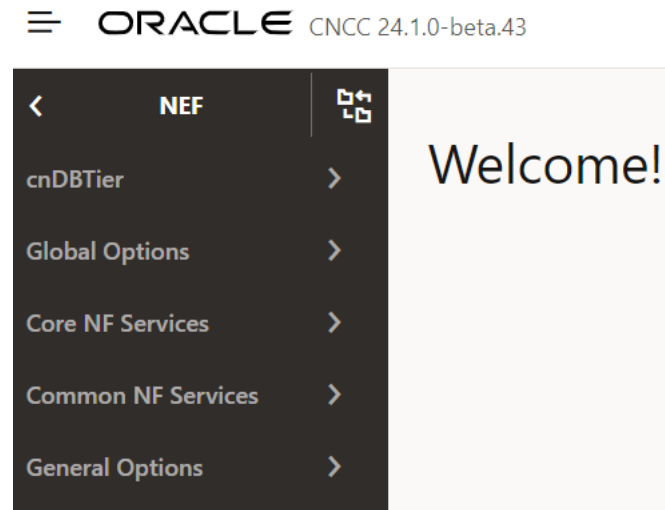 ORACLE CNCC 24.1.0-beta.43
NEF
Welcome!
cnDBTier
Global Options
Core NF Services
Common NF Services
General Options